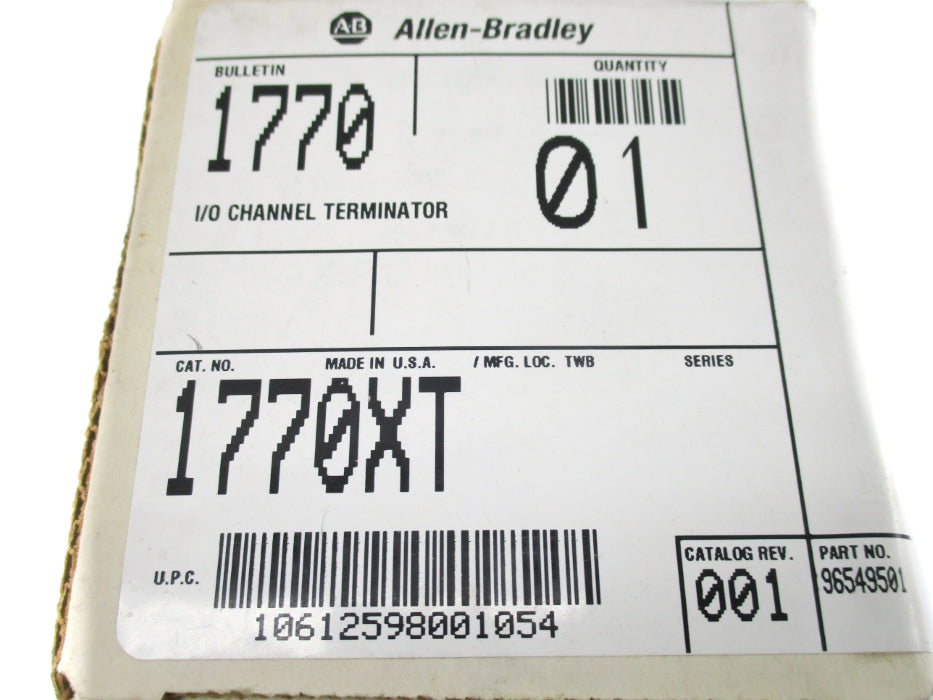 AB Allen-Bradley
BULLETIN
1770
QUANTITY
01
I/O CHANNEL TERMINATOR
CAT. NO. MADE IN U.S.A. / MFG. LOC. TWB SERIES
1770XT
U.P.C.
10612598001054
CATALOG REV.
001
PART NO.
96549501